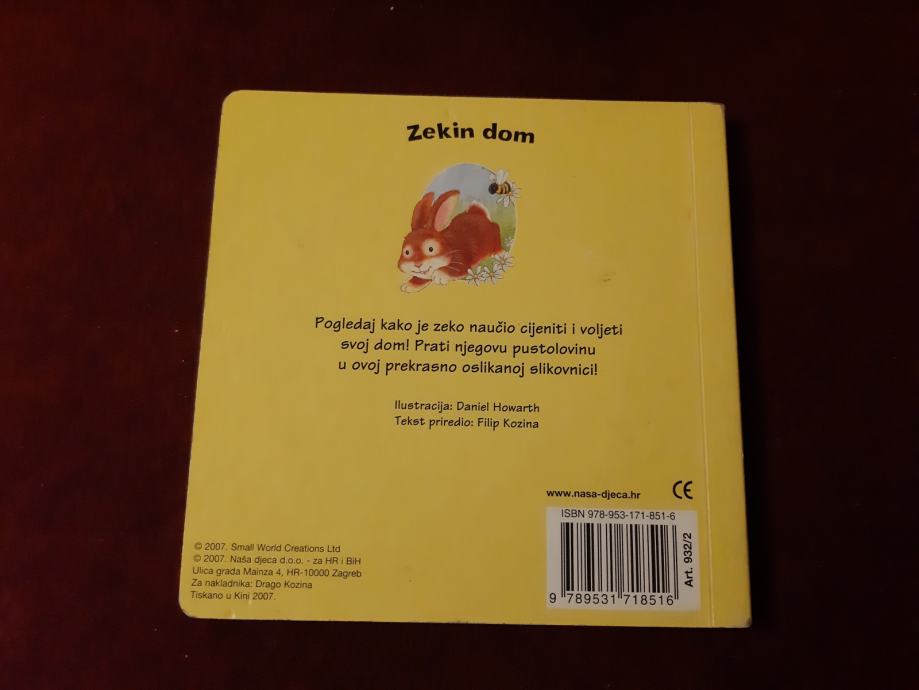 Zekin dom
Pogledaj kako je zeko naučio cijeniti i voljeti
svoj dom! Prati njegovu pustolovinu
u ovoj prekrasno oslikanoj slikovnici!
Ilustracija: Daniel Howarth
Tekst priredio: Filip Kozina
www.nasa-djeca.hr CE
ISBN 978-953-171-851-6
9 789531 718516
Art. 932/2
© 2007. Small World Creations Ltd
© 2007. Naša djeca d.o.o. - za HR i BiH
Ulica grada Mainza 4, HR-10000 Zagreb
Za nakladnika: Drago Kozina
Tiskano u Kini 2007.